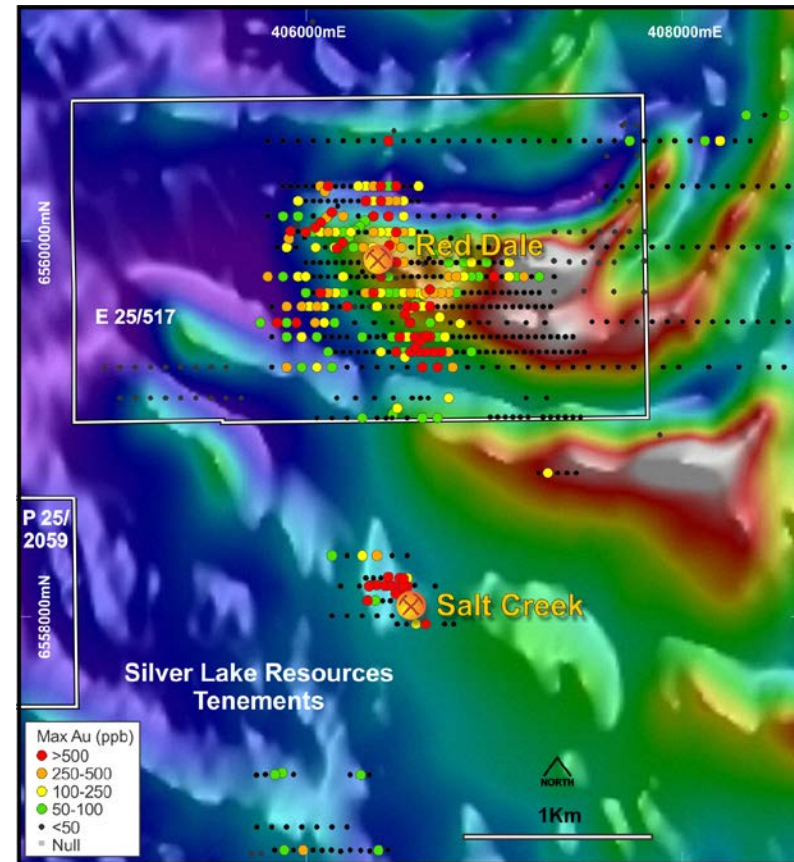 406000mE
408000mE
6560000mN
Red Dale
E 25/517
P 25/
2059
6558000mN
Salt Creek
Silver Lake Resources
Tenements
Max Au (ppb)
>500
250-500
100-250
50-100
<50
Null
NORTH
1Km